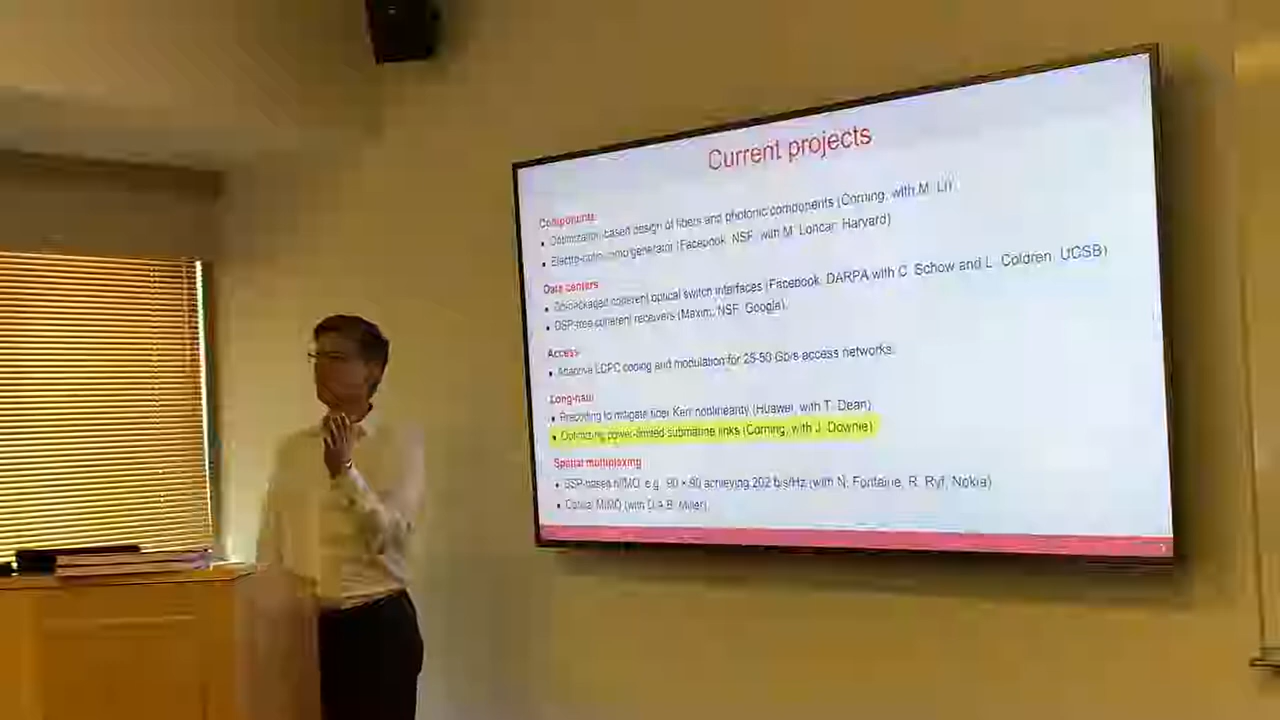 Current projects
Components
• Optimization-based design of fibers and photonic components (Corning, with M. Li)
• Electro-optic comb generator (Facebook, NSF, with M. Loncar, Harvard)
Data centers
• Co-packaged coherent optical switch interfaces (Facebook, DARPA with C. Schow and L. Coldren, UCSB)
• DSP-free coherent receivers (Maxim, NSF, Google)
Access
• Adaptive LDPC coding and modulation for 25-50 Gb/s access networks
Long-haul
• Precoding to mitigate fiber Kerr nonlinearity (Huawei, with T. Dean)
• Optimizing power-limited submarine links (Corning, with J. Downie)
Spatial multiplexing
• DSP-based MIMO, e.g. 90 × 90 achieving 202 b/s/Hz (with N. Fontaine, R. Ryf, Nokia)
• Optical MIMO (with D.A.B. Miller)